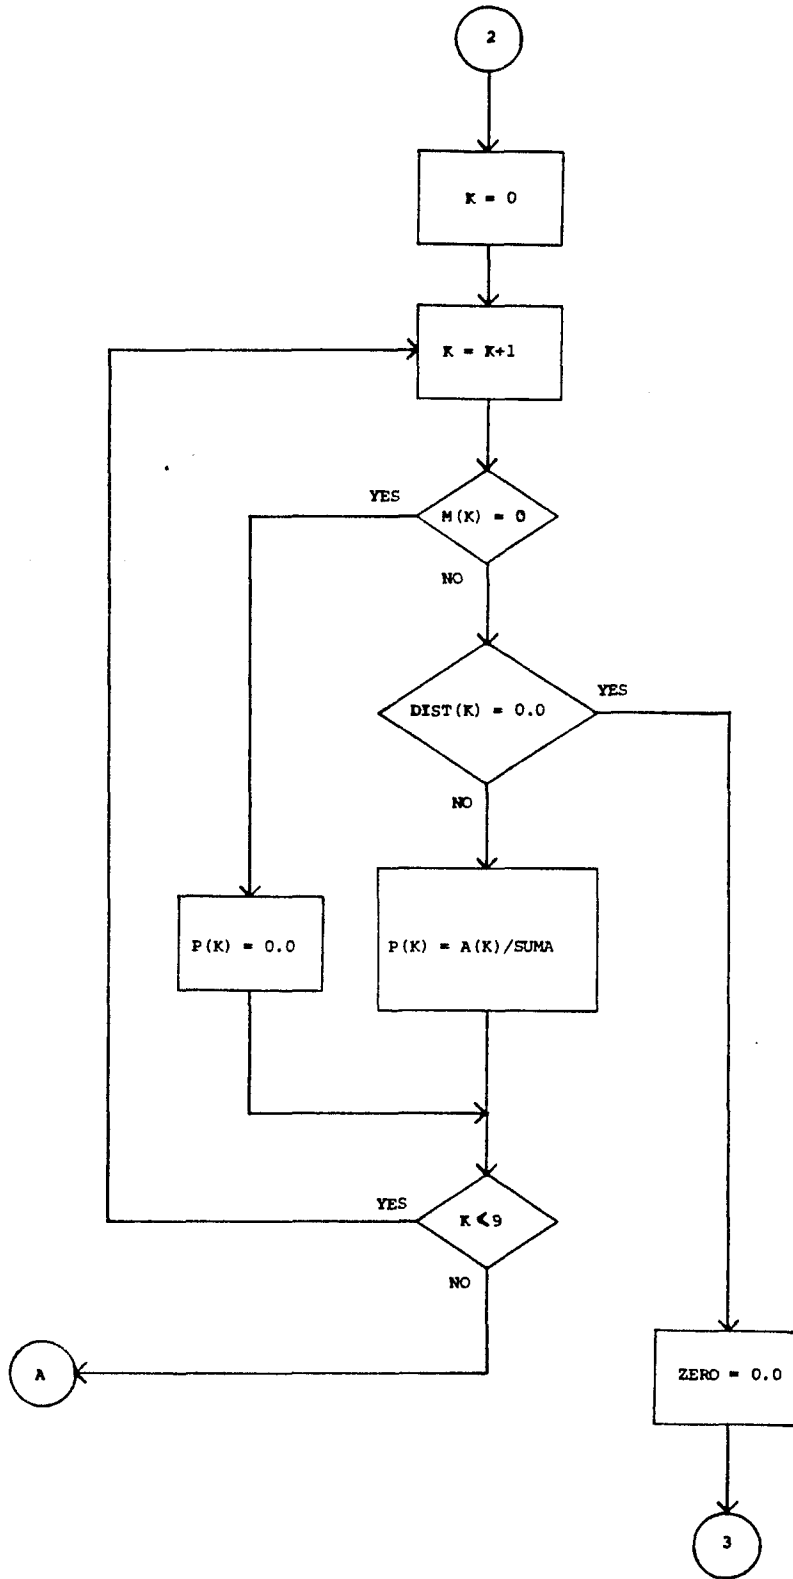 2
K = 0
K = K+1
YES
M(K) = 0
NO
DIST(K) = 0.0
YES
NO
P(K) = 0.0
P(K) = A(K)/SUMA
YES
K < 9
NO
A
ZERO = 0.0
3